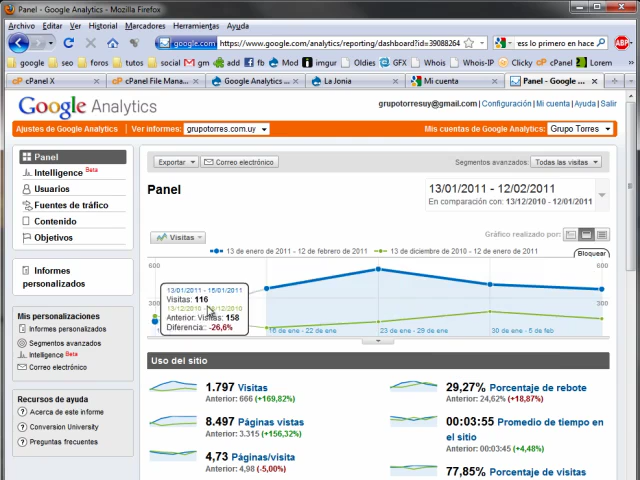 Panel - Google Analytics - Mozilla Firefox
Archivo Editar Ver Historial Marcadores Herramientas Ayuda
google.com https://www.google.com/analytics/reporting/dashboard?id=39088264 ess lo primero en hace ABP
google seo foros tutos social gm add fx Images Oldies GFX Whois Whois-IP Clicky cPanel Lorem
cPanel X cPanel File Mana... Google Analytics ... La Jonia Mi cuenta Panel - Google ...
Google Analytics
grupotorresuy@gmail.com | Configuración | Mi cuenta | Ayuda | Salir
Ajustes de Google Analytics Ver informes: grupotorres.com.uy Mis cuentas de Google Analytics: Grupo Torres
Panel
Intelligence Beta
Usuarios
Fuentes de tráfico
Contenido
Objetivos
Informes
personalizados
Mis personalizaciones
Informes personalizados
Segmentos avanzados
Intelligence Beta
Correo electrónico
Recursos de ayuda
Acerca de este informe
Conversion University
Preguntas frecuentes
Exportar Correo electrónico Segmentos avanzados: Todas las visitas
Panel
13/01/2011 - 12/02/2011
En comparación con: 13/12/2010 - 12/01/2011
Visitas Gráfico realizado por:
13 de enero de 2011 - 12 de febrero de 2011 13 de diciembre de 2010 - 12 de enero de 2011 Bloquear
600 600
300 300
13/01/2011 - 15/01/2011
Visitas: 116
Anterior: Visitas: 158
Diferencia: -26,6%
16 de ene - 22 de ene 23 de ene - 29 de ene 30 de ene - 5 de feb
Uso del sitio
1.797 Visitas
Anterior: 666 (+169,82%)
8.497 Páginas vistas
Anterior: 3.315 (+156,32%)
4,73 Páginas/visita
Anterior: 4,98 (-5,00%)
29,27% Porcentaje de rebote
Anterior: 24,62% (+18,87%)
00:03:55 Promedio de tiempo en
el sitio
Anterior: 00:03:45 (+4,48%)
77,85% Porcentaje de visitas